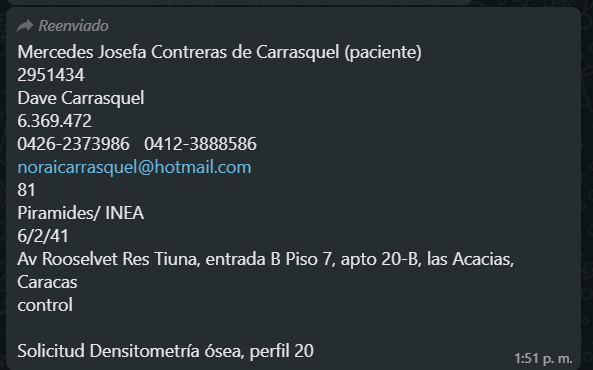 Reenviado
Mercedes Josefa Contreras de Carrasquel (paciente)
2951434
Dave Carrasquel
6.369.472
0426-2373986   0412-3888586
noraicarrasquel@hotmail.com
81
Piramides/ INEA
6/2/41
Av Rooselvet Res Tiuna, entrada B Piso 7, apto 20-B, las Acacias,
Caracas
control
Solicitud Densitometría ósea, perfil 20
1:51 p. m.